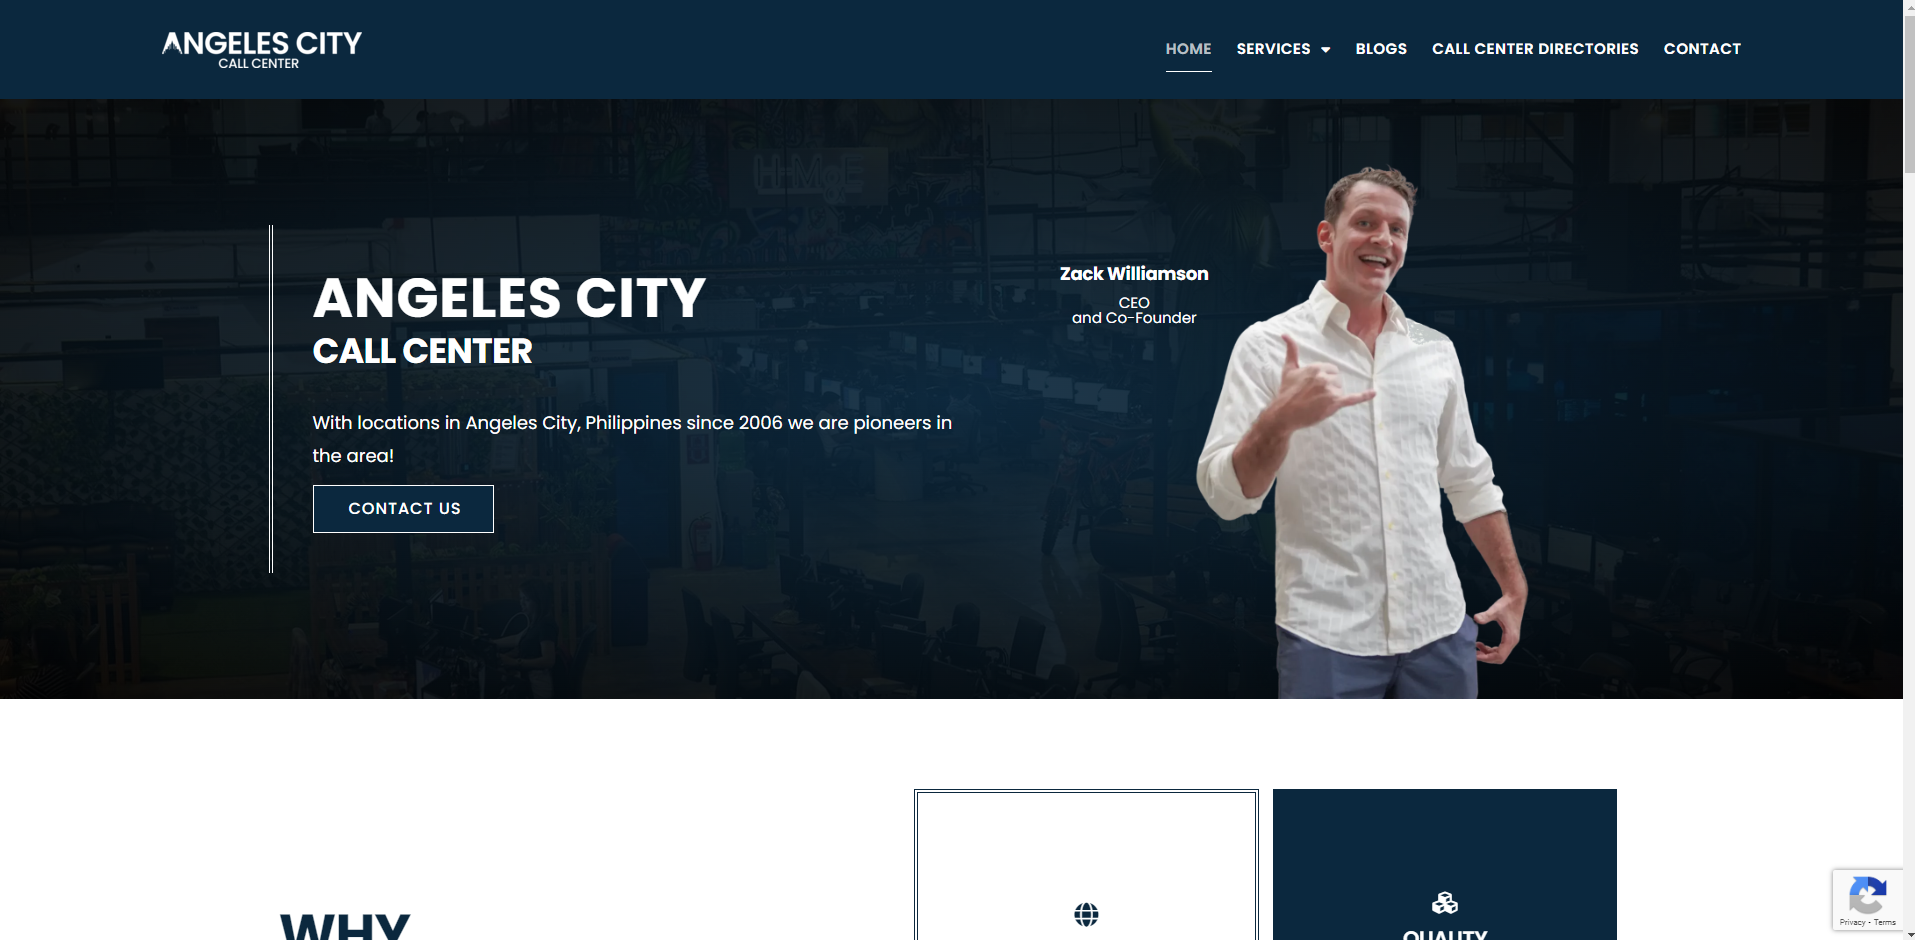 ANGELES CITY
CALL CENTER
HOME
SERVICES
BLOGS
CALL CENTER DIRECTORIES
CONTACT
H-M&E
Zack Williamson
CEO
and Co-Founder
ANGELES CITY
CALL CENTER
With locations in Angeles City, Philippines since 2006 we are pioneers in
the area!
CONTACT US
WHY
QUALITY
Privacy - Terms